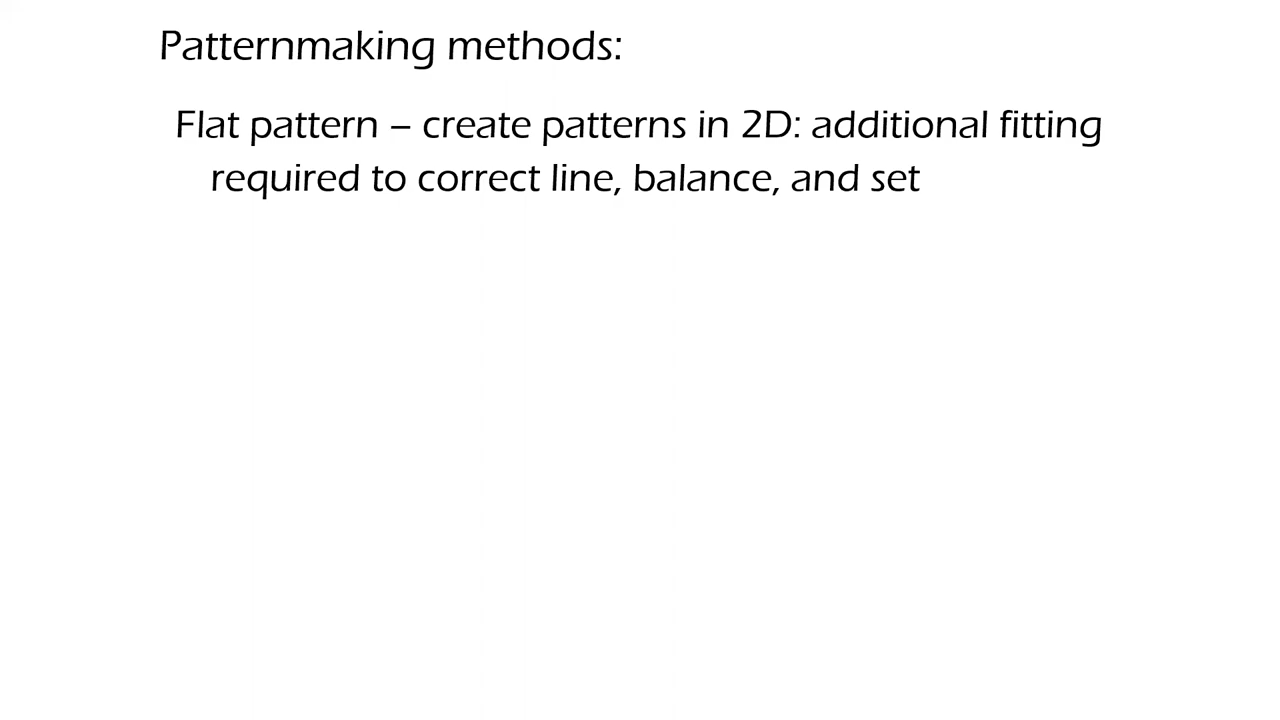 Patternmaking methods:
Flat pattern – create patterns in 2D: additional fitting
required to correct line, balance, and set